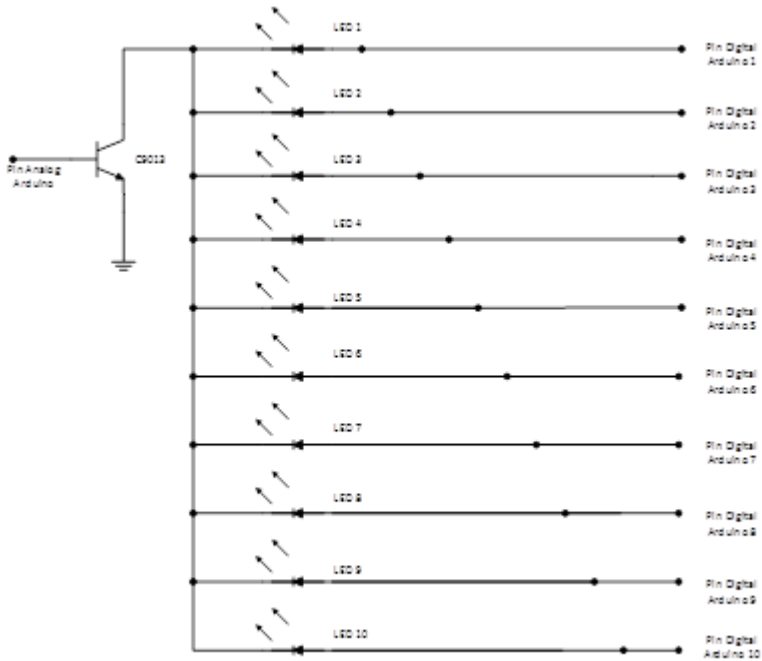 LED 1
Pin Digital
Arduino 1
LED 2
Pin Digital
Arduino 2
LED 3
Pin Digital
Arduino 3
Pin Analog
Arduino
C9013
LED 4
Pin Digital
Arduino 4
LED 5
Pin Digital
Arduino 5
LED 6
Pin Digital
Arduino 6
LED 7
Pin Digital
Arduino 7
LED 8
Pin Digital
Arduino 8
LED 9
Pin Digital
Arduino 9
LED 10
Pin Digital
Arduino 10